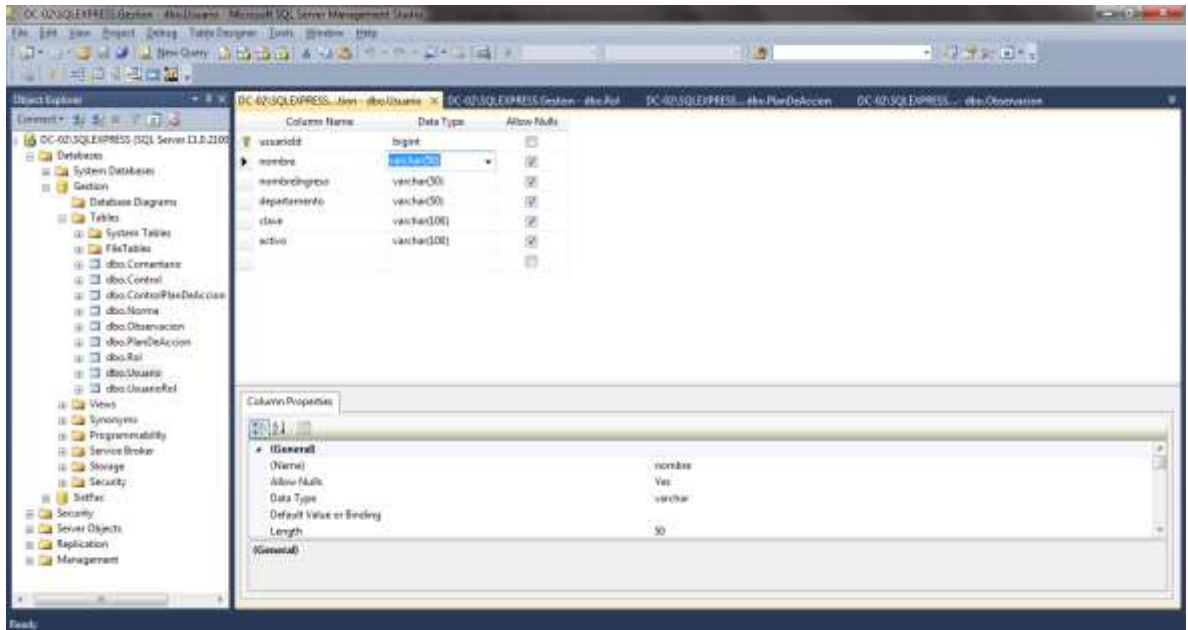 DC-02\SQLEXPRESS.Gestion - dbo.Usuario - Microsoft SQL Server Management Studio
File Edit View Project Debug Table Designer Tools Window Help
New Query
Object Explorer
Connect
DC-02\SQLEXPRESS (SQL Server 11.0.2100
Databases
System Databases
Gestion
Database Diagrams
Tables
System Tables
FileTables
dbo.Comentario
dbo.Control
dbo.ControlPlanDeAccion
dbo.Norma
dbo.Observacion
dbo.PlanDeAccion
dbo.Rol
dbo.Usuario
dbo.UsuarioRol
Views
Synonyms
Programmability
Service Broker
Storage
Security
Security
Server Objects
Replication
Management
DC-02\SQLEXPRESS...tion - dbo.Usuario
DC-02\SQLEXPRESS.Gestion - dbo.Rol
DC-02\SQLEXPRESS... dbo.PlanDeAccion
DC-02\SQLEXPRESS...- dbo.Observacion
Column Name Data Type Allow Nulls
usuarioId bigint
nombre varchar(50)
nombreIngreso varchar(50)
departamento varchar(50)
clave varchar(100)
activo varchar(100)
Column Properties
(General)
(Name) nombre
Allow Nulls Yes
Data Type varchar
Default Value or Binding
Length 50
(General)
Ready